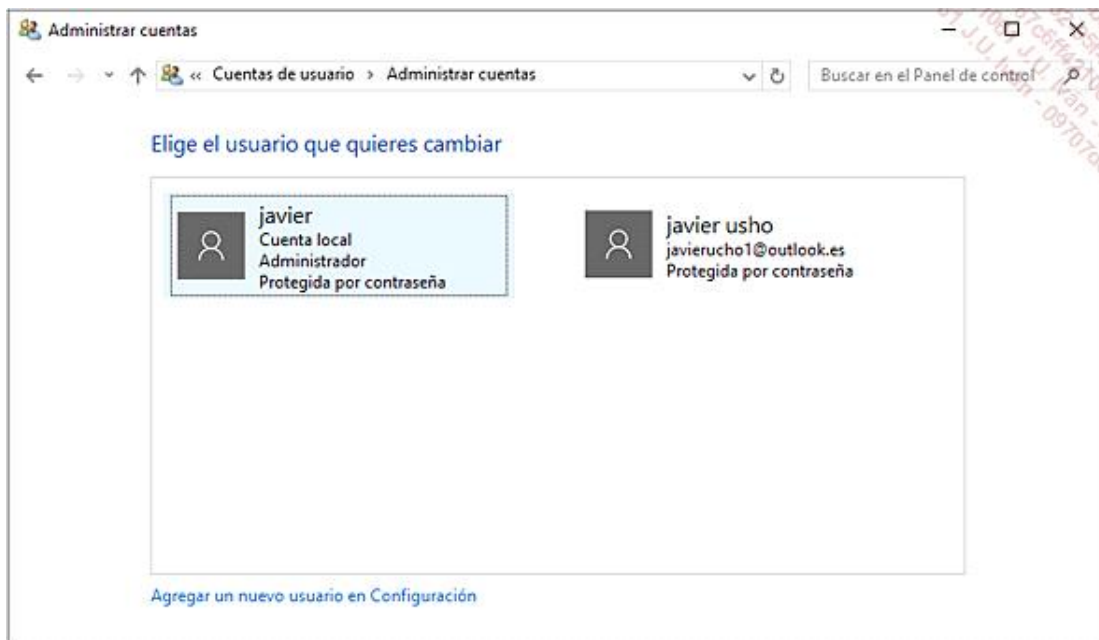 Administrar cuentas
« Cuentas de usuario > Administrar cuentas
Buscar en el Panel de control
Elige el usuario que quieres cambiar
javier
Cuenta local
Administrador
Protegida por contraseña
javier usho
javierucho1@outlook.es
Protegida por contraseña
Agregar un nuevo usuario en Configuración